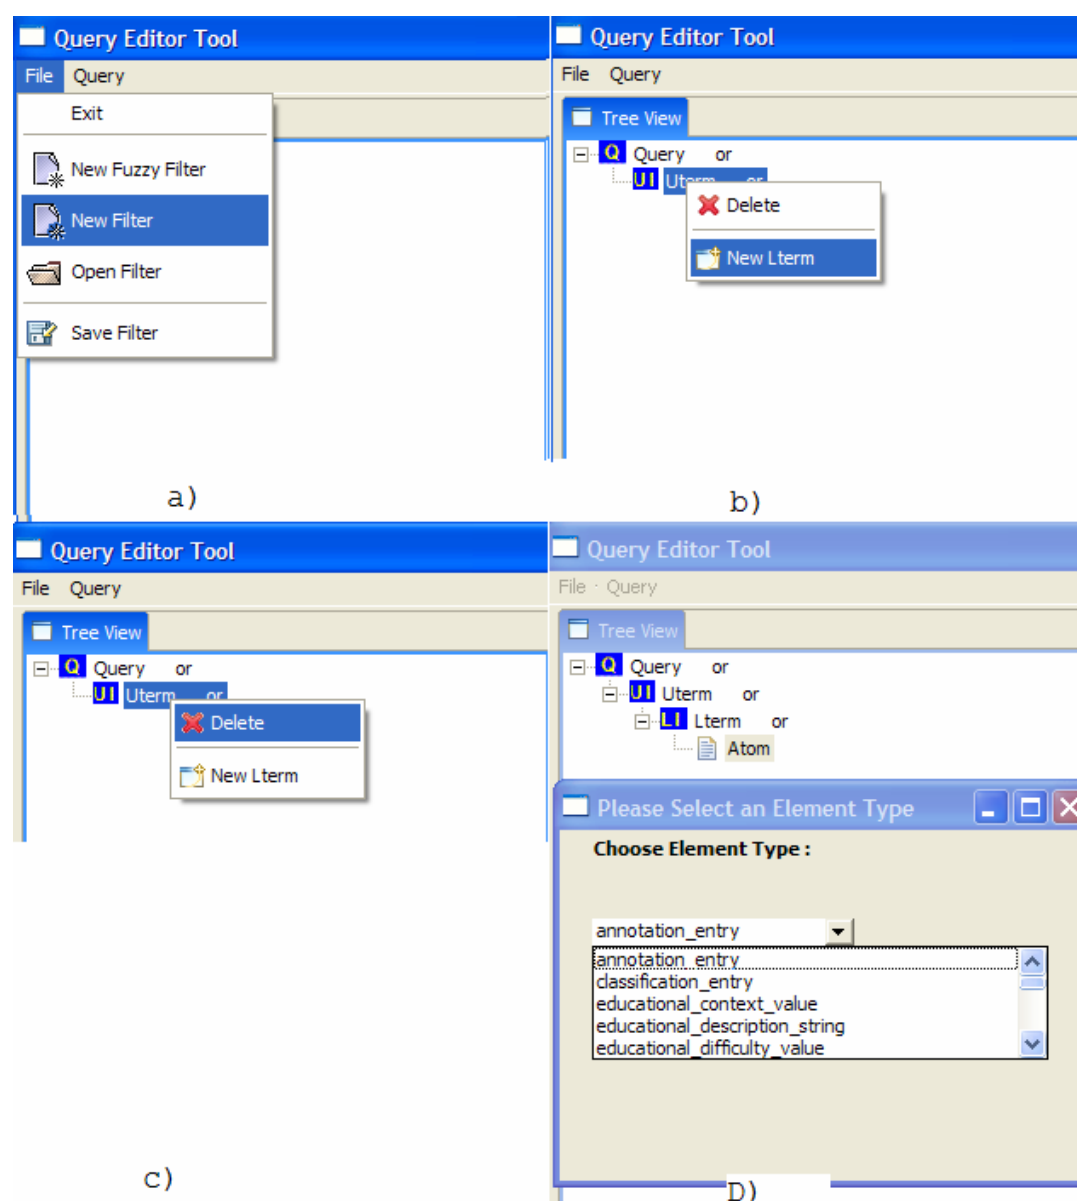 Query Editor Tool
File Query
Exit
New Fuzzy Filter
New Filter
Open Filter
Save Filter
a)
Query Editor Tool
File Query
Tree View
Q Query or
UI Uterm or
Delete
New Lterm
b)
Query Editor Tool
File Query
Tree View
Q Query or
UI Uterm or
Delete
New Lterm
c)
Query Editor Tool
File Query
Tree View
Q Query or
UI Uterm or
LI Lterm or
Atom
Please Select an Element Type
Choose Element Type :
annotation_entry
annotation_entry
classification_entry
educational_context_value
educational_description_string
educational_difficulty_value
D)